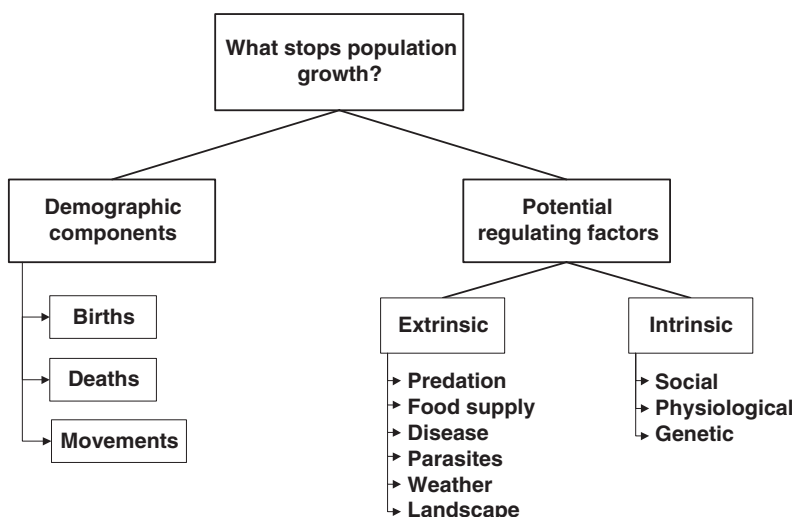 What stops population
growth?
Demographic
components
Births
Deaths
Movements
Potential
regulating factors
Extrinsic
Predation
Food supply
Disease
Parasites
Weather
Landscape
Intrinsic
Social
Physiological
Genetic